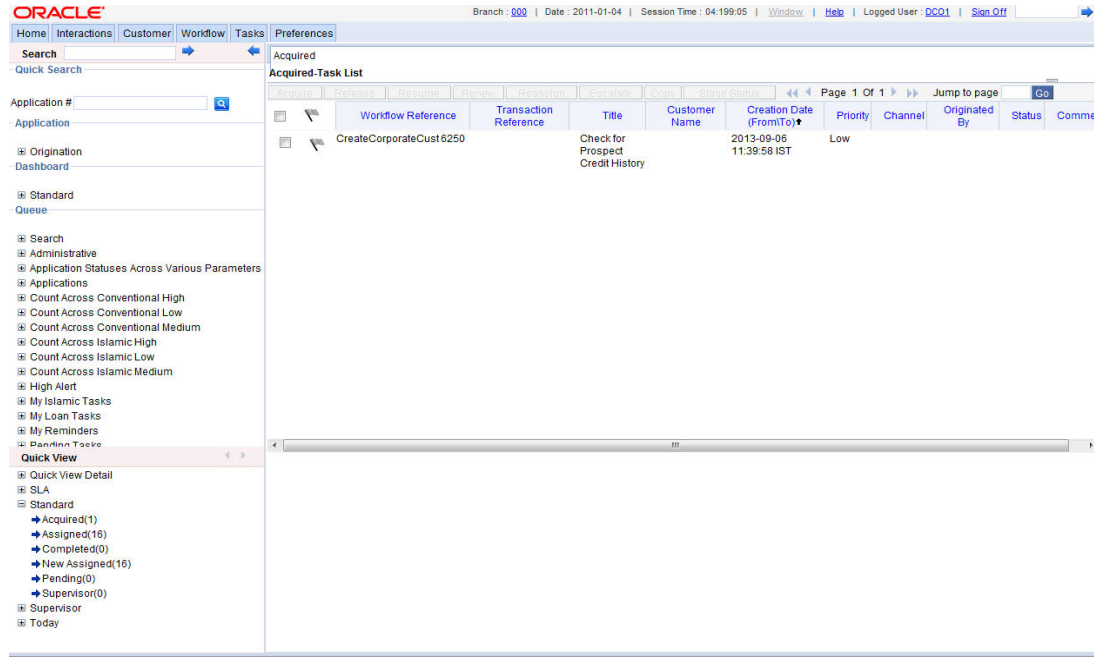 ORACLE
Branch : 000 | Date : 2011-01-04 | Session Time : 04:199:05 | Window | Help | Logged User : DCO1 | Sign Off
Home Interactions Customer Workflow Tasks Preferences
Search
Quick Search
Application #
Application
Origination
Dashboard
Standard
Queue
Search
Administrative
Application Statuses Across Various Parameters
Applications
Count Across Conventional High
Count Across Conventional Low
Count Across Conventional Medium
Count Across Islamic High
Count Across Islamic Low
Count Across Islamic Medium
High Alert
My Islamic Tasks
My Loan Tasks
My Reminders
Pending Tasks
Quick View
Quick View Detail
SLA
Standard
Acquired(1)
Assigned(16)
Completed(0)
New Assigned(16)
Pending(0)
Supervisor(0)
Supervisor
Today
Acquired
Acquired-Task List
Acquire Release Resume Renew Reassign Escalate Copy Stage Status Page 1 Of 1 Jump to page Go
Workflow Reference Transaction Reference Title Customer Name Creation Date (From\To) Priority Channel Originated By Status Comme
CreateCorporateCust6250 Check for Prospect Credit History 2013-09-06 11:39:58 IST Low